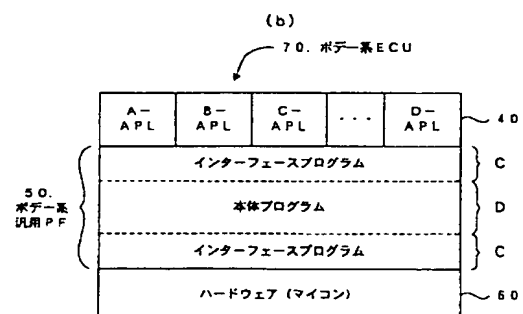 (b)
70. ボデー系ECU
A－
APL
B－
APL
C－
APL
・・・
D－
APL
40
インターフェースプログラム
C
50.
ボデー系
汎用PF
本体プログラム
D
インターフェースプログラム
C
ハードウェア (マイコン)
60